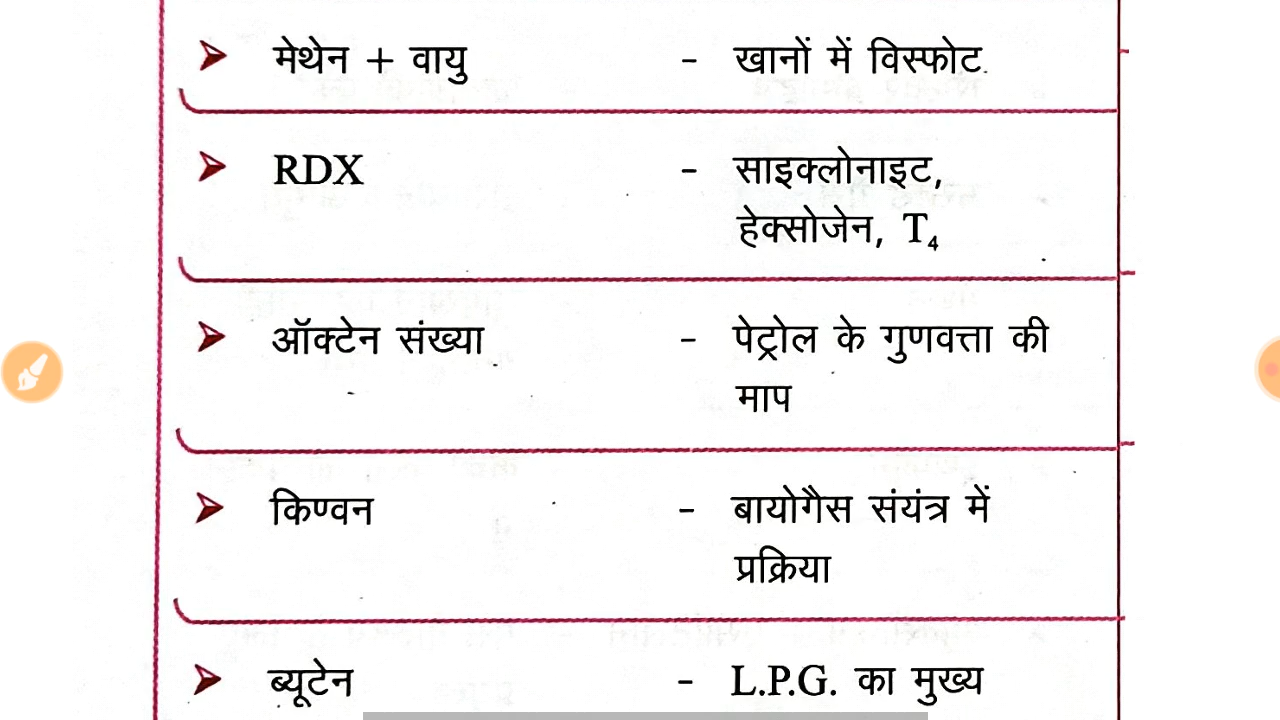 ➤ मेथेन + वायु - खानों में विस्फोट
➤ RDX - साइक्लोनाइट,
हेक्सोजेन, T₄
➤ ऑक्टेन संख्या - पेट्रोल के गुणवत्ता की
माप
➤ किण्वन - बायोगैस संयंत्र में
प्रक्रिया
➤ ब्यूटेन - L.P.G. का मुख्य